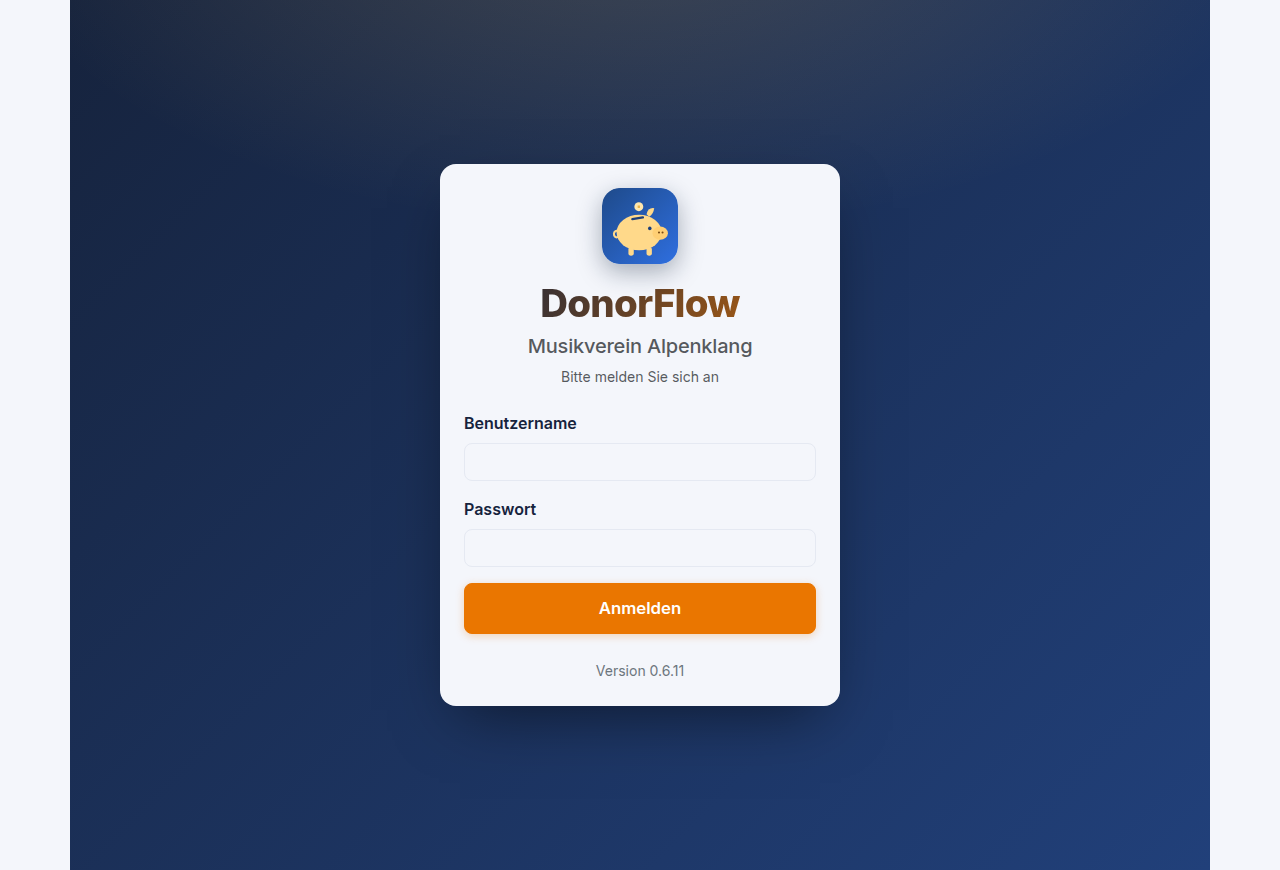 DonorFlow
Musikverein Alpenklang
Bitte melden Sie sich an
Benutzername
Passwort
Anmelden
Version 0.6.11